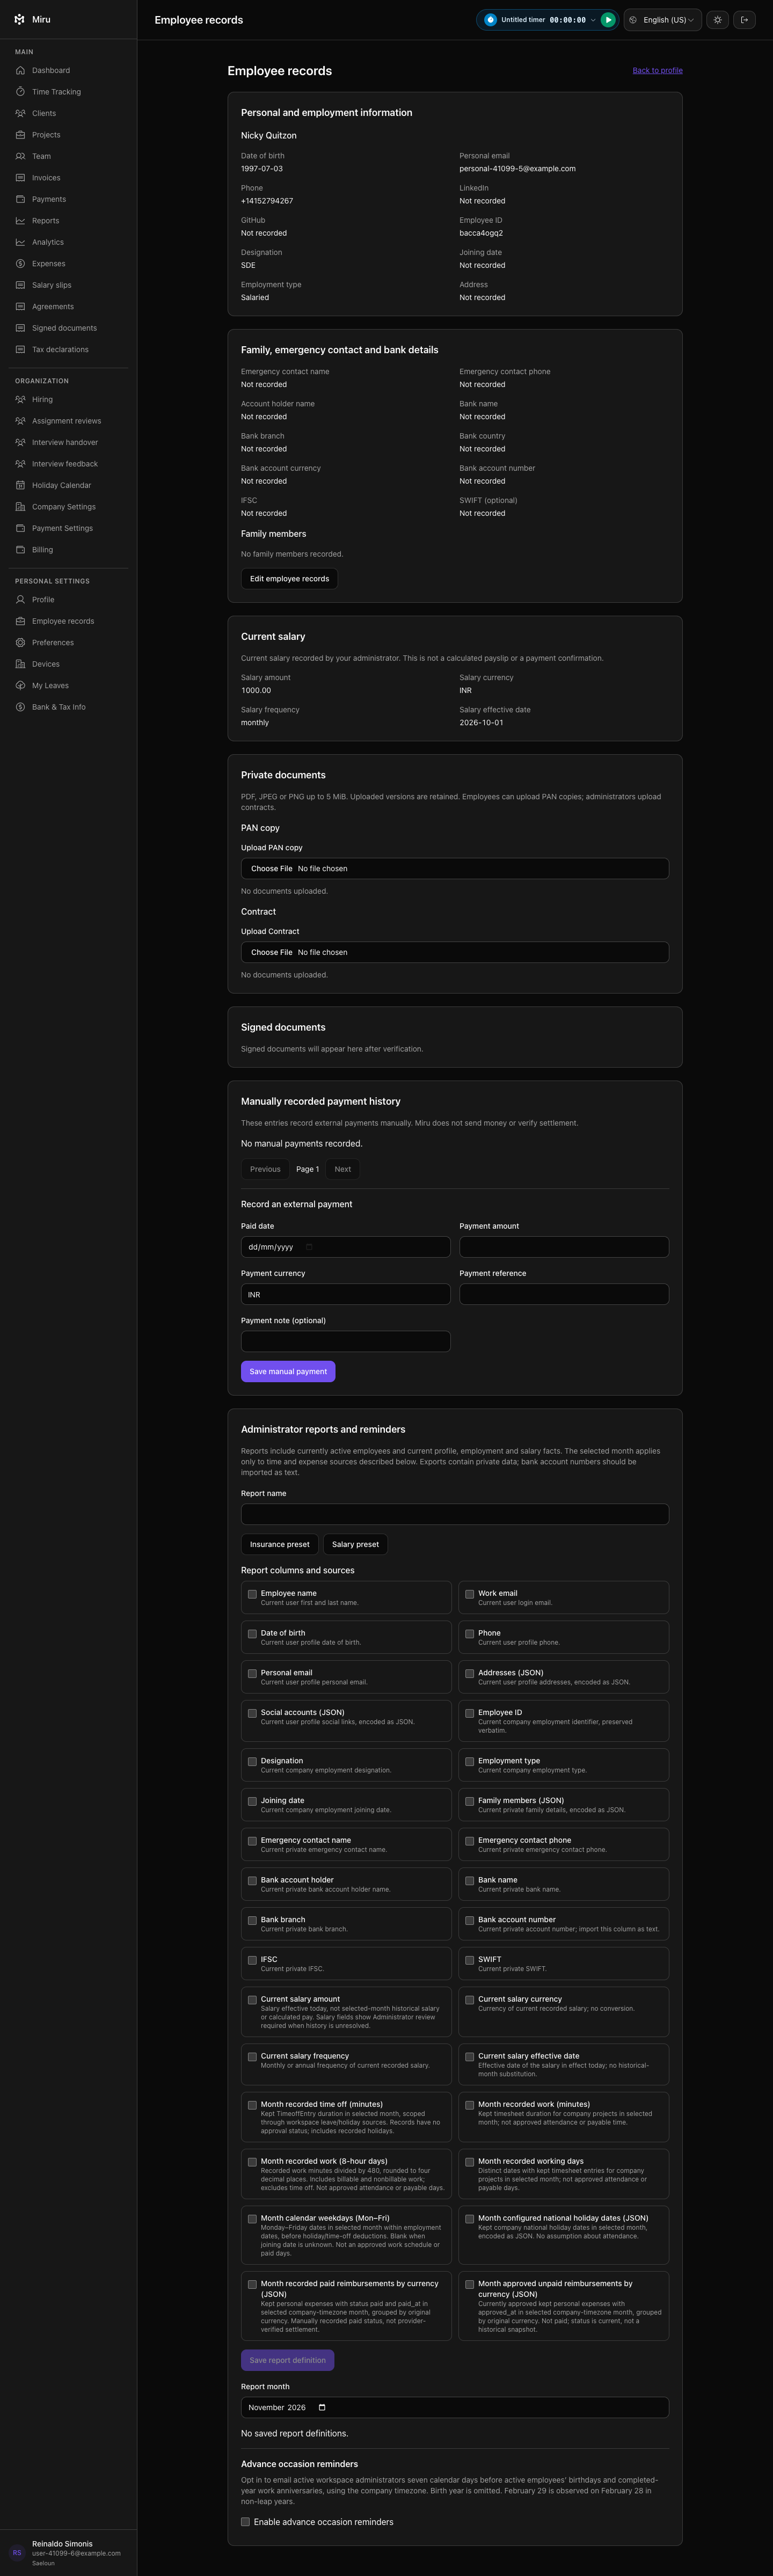 Miru
MAIN
Dashboard
Time Tracking
Clients
Projects
Team
Invoices
Payments
Reports
Analytics
Expenses
Salary slips
Agreements
Signed documents
Tax declarations
ORGANIZATION
Hiring
Assignment reviews
Interview handover
Interview feedback
Holiday Calendar
Company Settings
Payment Settings
Billing
PERSONAL SETTINGS
Profile
Employee records
Preferences
Devices
My Leaves
Bank & Tax Info
RS
Reinaldo Simonis
user-41099-6@example.com
Saeloun
Employee records
Untitled timer 00:00:00
English (US)
Employee records
Back to profile
Personal and employment information
Nicky Quitzon
Date of birth
1997-07-03
Personal email
personal-41099-5@example.com
Phone
+14152794267
LinkedIn
Not recorded
GitHub
Not recorded
Employee ID
bacca4ogq2
Designation
SDE
Joining date
Not recorded
Employment type
Salaried
Address
Not recorded
Family, emergency contact and bank details
Emergency contact name
Not recorded
Emergency contact phone
Not recorded
Account holder name
Not recorded
Bank name
Not recorded
Bank branch
Not recorded
Bank country
Not recorded
Bank account currency
Not recorded
Bank account number
Not recorded
IFSC
Not recorded
SWIFT (optional)
Not recorded
Family members
No family members recorded.
Edit employee records
Current salary
Current salary recorded by your administrator. This is not a calculated payslip or a payment confirmation.
Salary amount
1000.00
Salary currency
INR
Salary frequency
monthly
Salary effective date
2026-10-01
Private documents
PDF, JPEG or PNG up to 5 MiB. Uploaded versions are retained. Employees can upload PAN copies; administrators upload
contracts.
PAN copy
Upload PAN copy
Choose File No file chosen
No documents uploaded.
Contract
Upload Contract
Choose File No file chosen
No documents uploaded.
Signed documents
Signed documents will appear here after verification.
Manually recorded payment history
These entries record external payments manually. Miru does not send money or verify settlement.
No manual payments recorded.
Previous Page 1 Next
Record an external payment
Paid date
dd/mm/yyyy
Payment amount
Payment currency
INR
Payment reference
Payment note (optional)
Save manual payment
Administrator reports and reminders
Reports include currently active employees and current profile, employment and salary facts. The selected month applies
only to time and expense sources described below. Exports contain private data; bank account numbers should be
imported as text.
Report name
Insurance preset
Salary preset
Report columns and sources
Employee name
Current user first and last name.
Work email
Current user login email.
Date of birth
Current user profile date of birth.
Phone
Current user profile phone.
Personal email
Current user profile personal email.
Addresses (JSON)
Current user profile addresses, encoded as JSON.
Social accounts (JSON)
Current user profile social links, encoded as JSON.
Employee ID
Current company employment identifier, preserved
verbatim.
Designation
Current company employment designation.
Employment type
Current company employment type.
Joining date
Current company employment joining date.
Family members (JSON)
Current private family details, encoded as JSON.
Emergency contact name
Current private emergency contact name.
Emergency contact phone
Current private emergency contact phone.
Bank account holder
Current private bank account holder name.
Bank name
Current private bank name.
Bank branch
Current private bank branch.
Bank account number
Current private account number; import this column as text.
IFSC
Current private IFSC.
SWIFT
Current private SWIFT.
Current salary amount
Salary effective today, not selected-month historical salary
or calculated pay. Salary fields show Administrator review
required when history is unresolved.
Current salary currency
Currency of current recorded salary; no conversion.
Current salary frequency
Monthly or annual frequency of current recorded salary.
Current salary effective date
Effective date of the salary in effect today; no historical-
month substitution.
Month recorded time off (minutes)
Kept TimeoffEntry duration in selected month, scoped
through workspace leave/holiday sources. Records have no
approval status; includes recorded holidays.
Month recorded work (minutes)
Kept timesheet duration for company projects in selected
month; not approved attendance or payable time.
Month recorded work (8-hour days)
Recorded work minutes divided by 480, rounded to four
decimal places. Includes billable and nonbillable work;
excludes time off. Not approved attendance or payable days.
Month recorded working days
Distinct dates with kept timesheet entries for company
projects in selected month; not approved attendance or
payable days.
Month calendar weekdays (Mon–Fri)
Monday–Friday dates in selected month within employment
dates, before holiday/time-off deductions. Blank when
joining date is unknown. Not an approved work schedule or
paid days.
Month configured national holiday dates (JSON)
Kept company national holiday dates in selected month,
encoded as JSON. No assumption about attendance.
Month recorded paid reimbursements by currency
(JSON)
Kept personal expenses with status paid and paid_at in
selected company-timezone month, grouped by original
currency. Manually recorded paid status, not provider-
verified settlement.
Month approved unpaid reimbursements by
currency (JSON)
Currently approved kept personal expenses with
approved_at in selected company-timezone month, grouped
by original currency. Not paid; status is current, not a
historical snapshot.
Save report definition
Report month
November 2026
No saved report definitions.
Advance occasion reminders
Opt in to email active workspace administrators seven calendar days before active employees' birthdays and completed-
year work anniversaries, using the company timezone. Birth year is omitted. February 29 is observed on February 28 in
non-leap years.
Enable advance occasion reminders